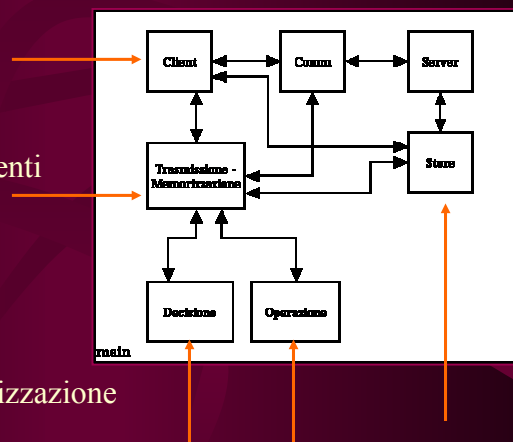 Client Comm Server
enti
Trasmissione -
Memorizzazione
Store
Decisione Operazione
main
izzazione